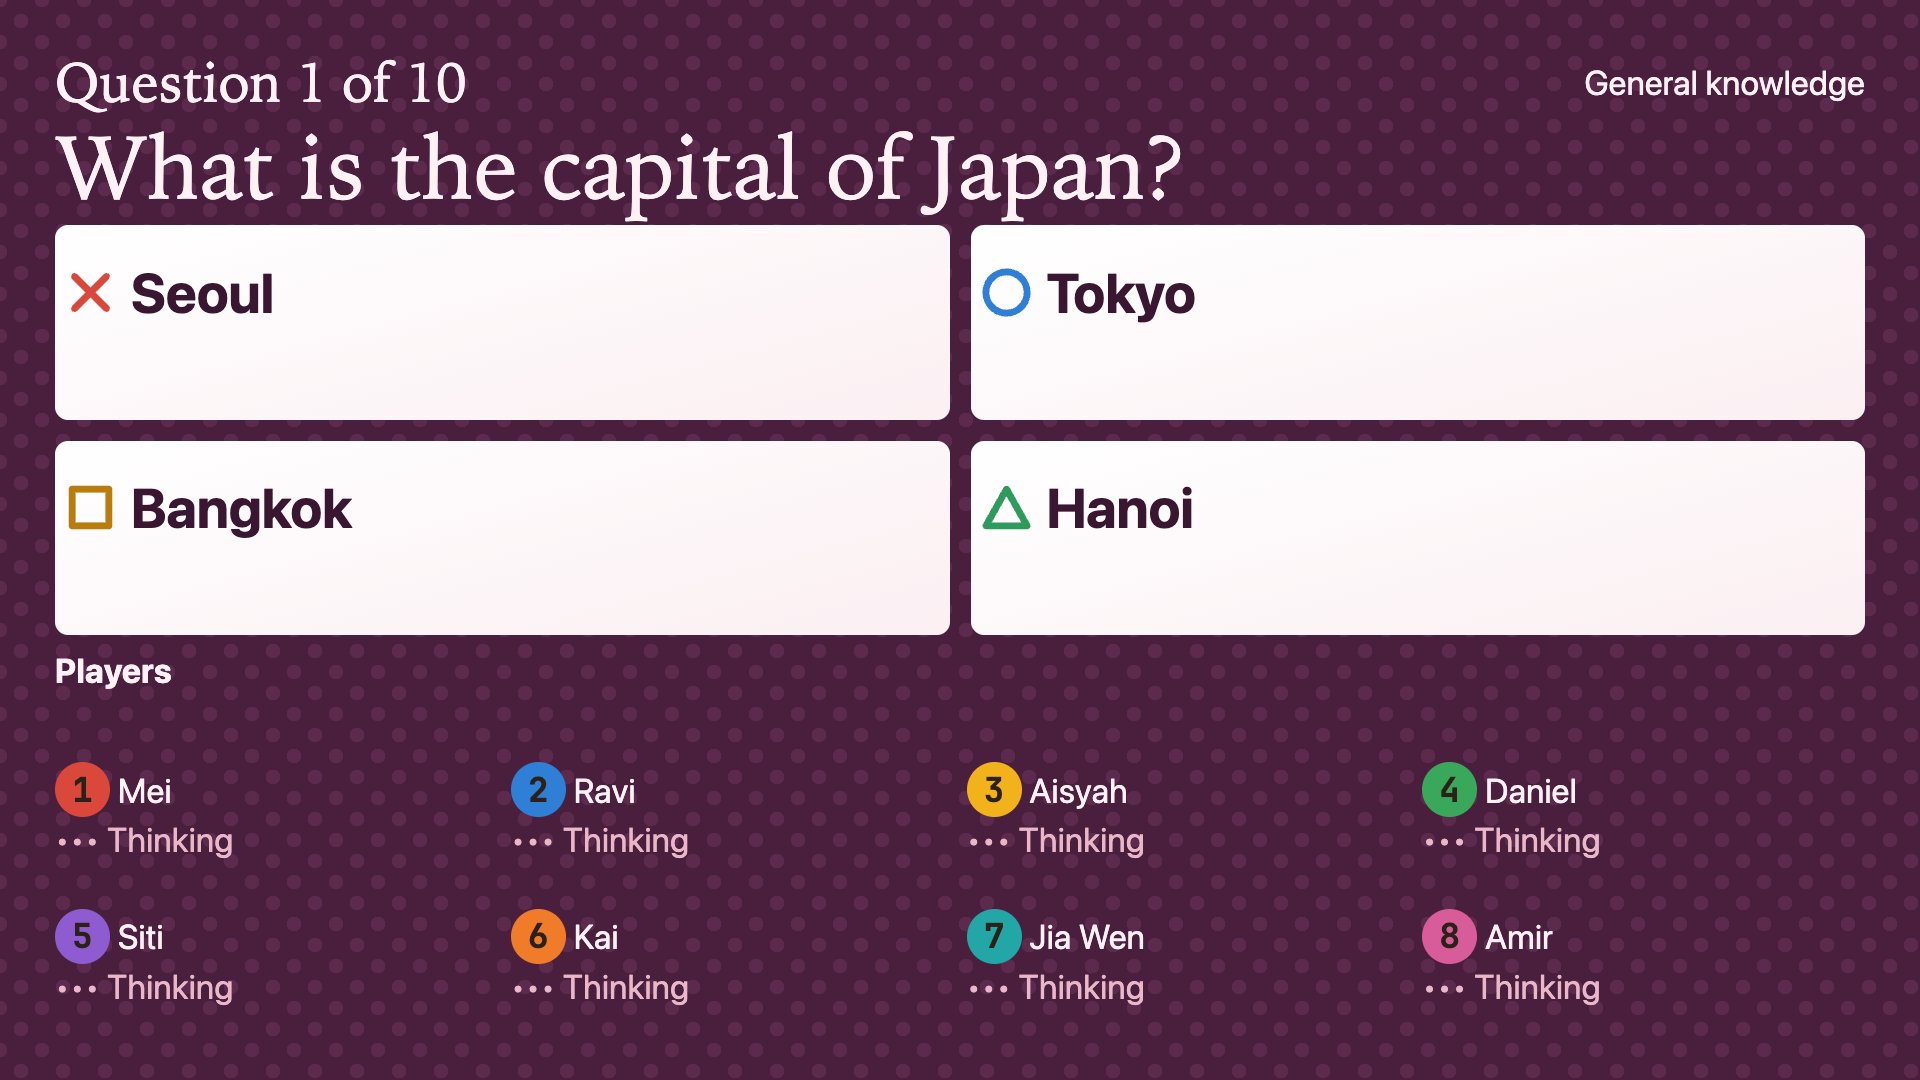 Question 1 of 10
General knowledge
What is the capital of Japan?
Seoul
Tokyo
Bangkok
Hanoi
Players
1 Mei
... Thinking
2 Ravi
... Thinking
3 Aisyah
... Thinking
4 Daniel
... Thinking
5 Siti
... Thinking
6 Kai
... Thinking
7 Jia Wen
... Thinking
8 Amir
... Thinking